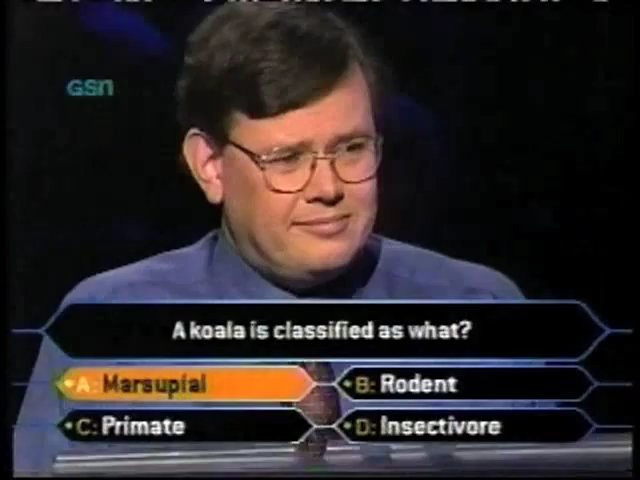 GSN
A koala is classified as what?
A: Marsupial
B: Rodent
C: Primate
D: Insectivore